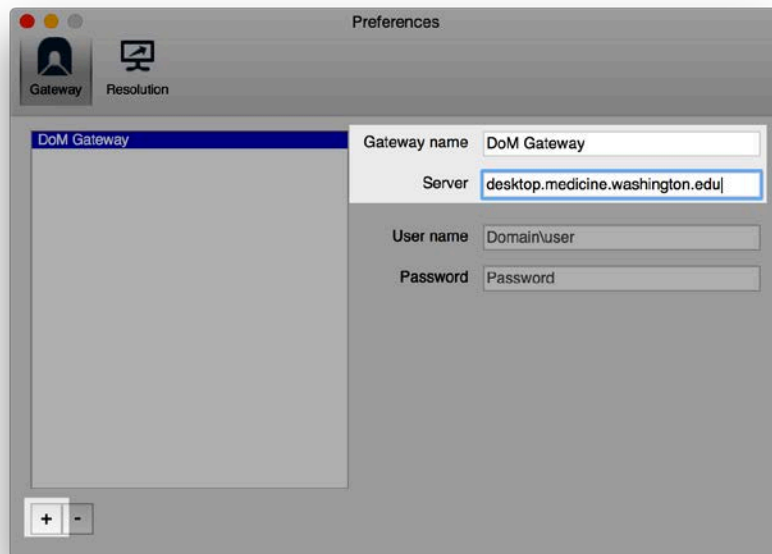 Preferences
Gateway
Resolution
DoM Gateway
Gateway name DoM Gateway
Server desktop.medicine.washington.edu
User name Domain\user
Password Password
+ -